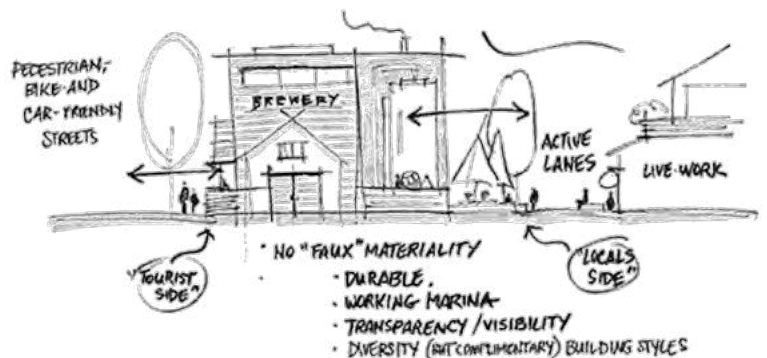 PEDESTRIAN,-
BIKE-AND
CAR-FRIENDLY
STREETS
BREWERY
ACTIVE
LANES
LIVE-WORK
"TOURIST
SIDE"
"LOCALS
SIDE"
· NO "FAUX" MATERIALITY
· DURABLE.
· WORKING MARINA
· TRANSPARENCY / VISIBILITY
· DIVERSITY (BUT COMPLIMENTARY) BUILDING STYLES